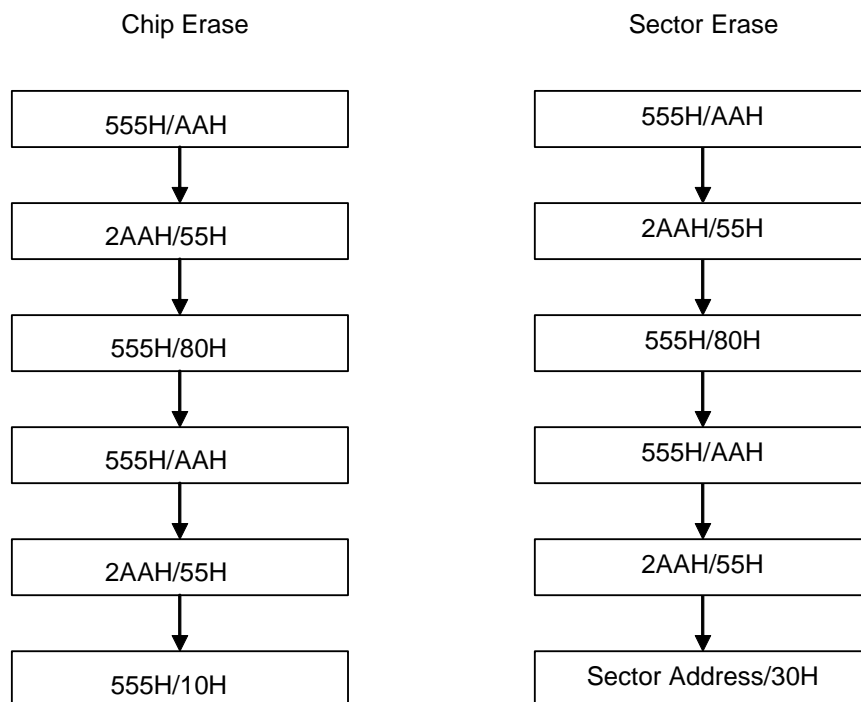 Chip Erase
555H/AAH
2AAH/55H
555H/80H
555H/AAH
2AAH/55H
555H/10H
Sector Erase
555H/AAH
2AAH/55H
555H/80H
555H/AAH
2AAH/55H
Sector Address/30H